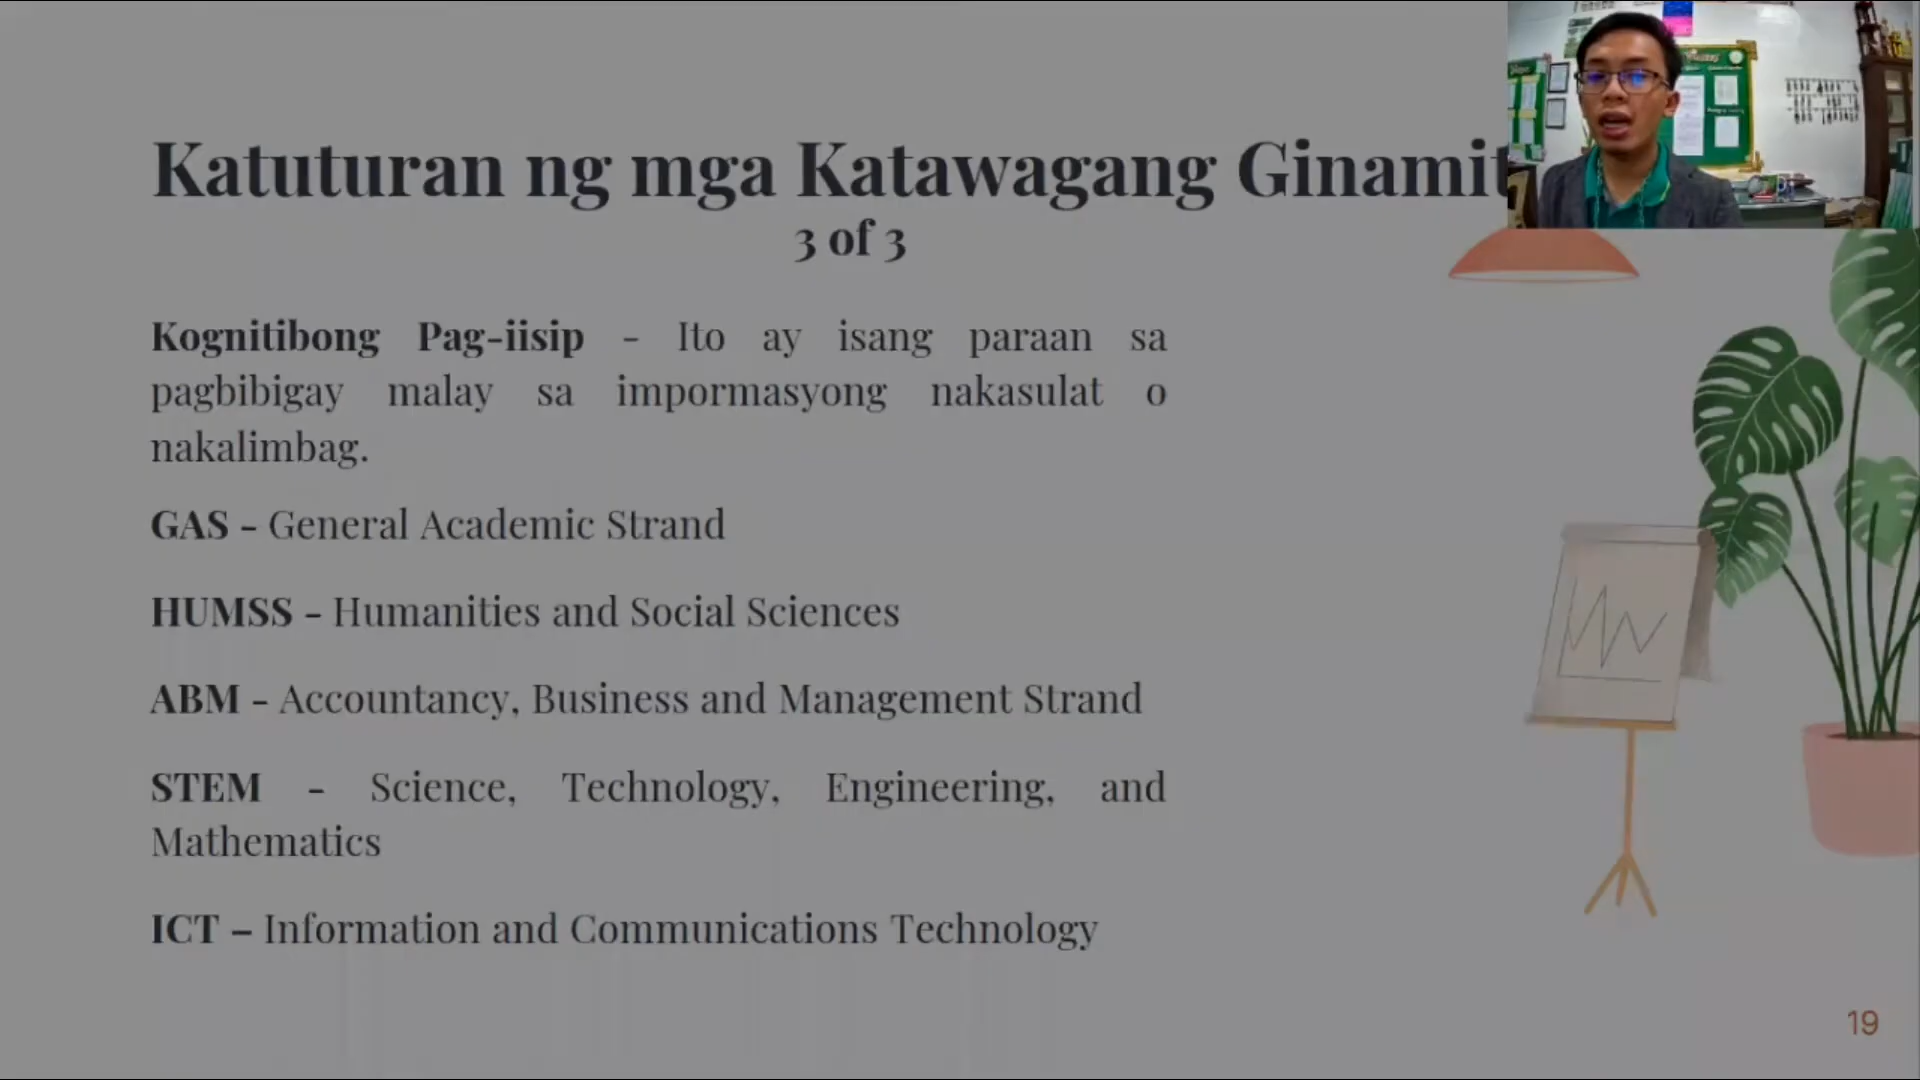 Katuturan ng mga Katawagang Ginamit
3 of 3
Kognitibong Pag-iisip - Ito ay isang paraan sa
pagbibigay malay sa impormasyong nakasulat o
nakalimbag.
GAS - General Academic Strand
HUMSS - Humanities and Social Sciences
ABM - Accountancy, Business and Management Strand
STEM - Science, Technology, Engineering, and
Mathematics
ICT – Information and Communications Technology
19